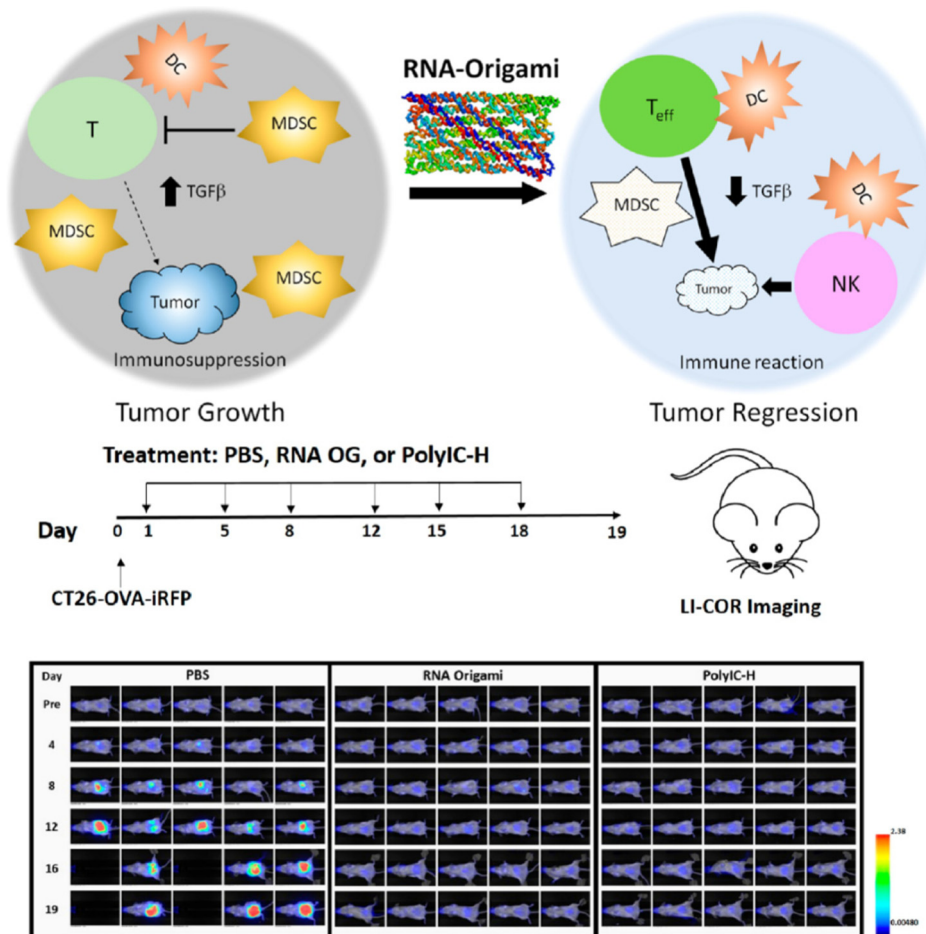 DC
T
MDSC
TGFβ
MDSC
MDSC
Tumor
Immunosuppression
Tumor Growth
RNA-Origami
Teff
DC
TGFβ
MDSC
DC
Tumor
NK
Immune reaction
Tumor Regression
Treatment: PBS, RNA OG, or PolyIC-H
Day 0 1 5 8 12 15 18 19
CT26-OVA-iRFP
LI-COR Imaging
Day PBS RNA Origami PolyIC-H
Pre
4
8
12
16
19
2.38
0.00480